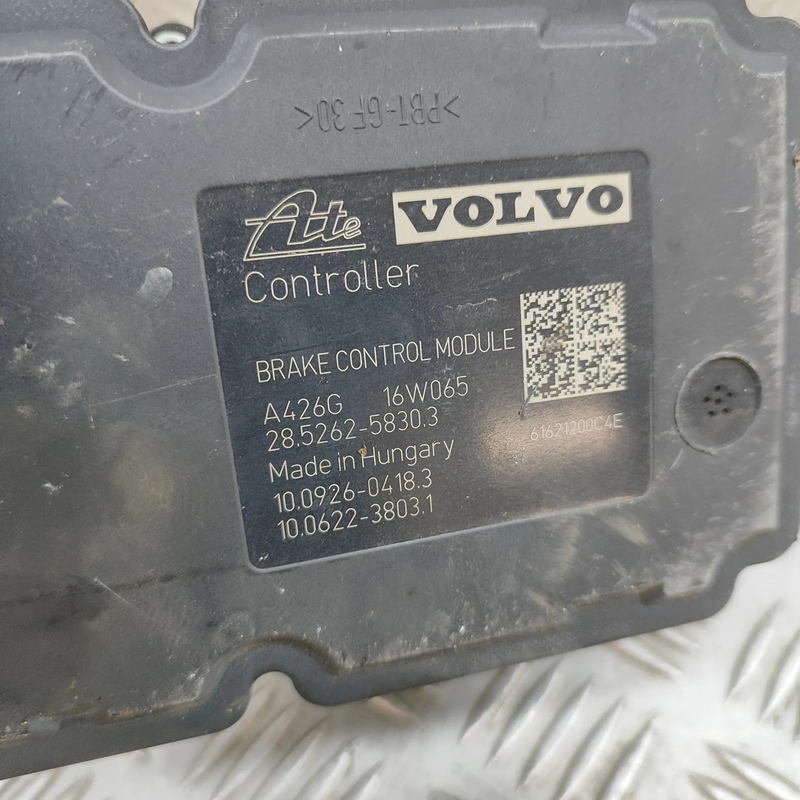 >PBT-GF30<
Ate VOLVO
Controller
BRAKE CONTROL MODULE
A426G 16W065
28.5262-5830.3
61621200C4E
Made in Hungary
10.0926-0418.3
10.0622-3803.1